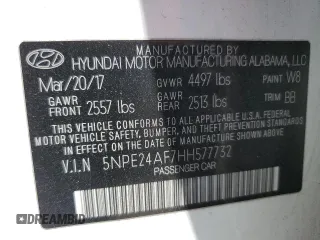 MANUFACTURED BY
HYUNDAI MOTOR MANUFACTURING ALABAMA, LLC
Mar/20/17 GVWR 4497 lbs PAINT W8
GAWR FRONT 2557 lbs GAWR REAR 2513 lbs TRIM BB
THIS VEHICLE CONFORMS TO ALL APPLICABLE FEDERAL
MOTOR VEHICLE SAFETY, BUMPER, AND THEFT PREVENTION
STANDARDS IN EFFECT ON THE DATE OF MANUFACTURE SHOWN ABOVE.
V.I.N 5NPE24AF7HH577732
PASSENGER CAR
DREAMBID